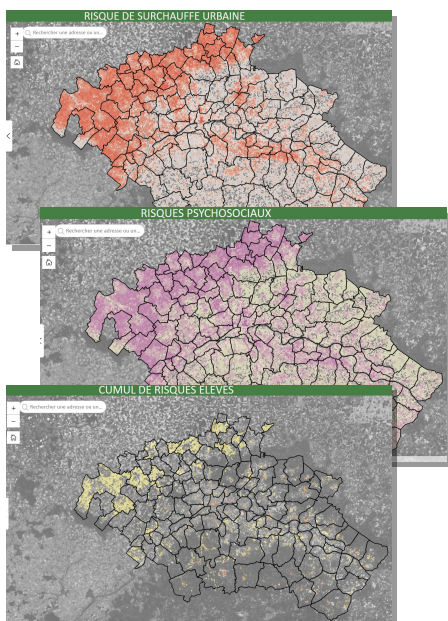 RISQUE DE SURCHAUFFE URBAINE
+
Rechercher une adresse ou un...
−
RISQUES PSYCHOSOCIAUX
+
Rechercher une adresse ou un...
−
CUMUL DE RISQUES ÉLEVÉS
+
Rechercher une adresse ou un...
−